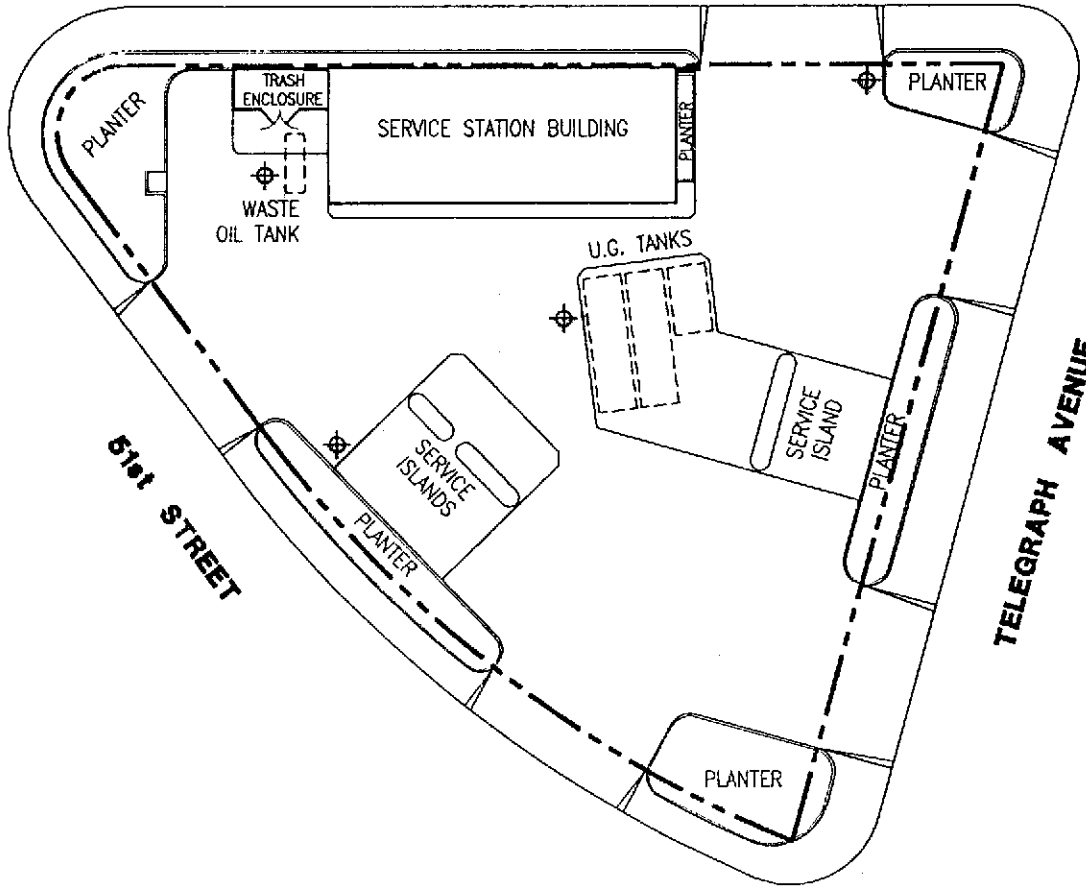 TRASH
ENCLOSURE
PLANTER
PLANTER
SERVICE STATION BUILDING
PLANTER
WASTE
OIL TANK
U.G. TANKS
SERVICE
ISLAND
PLANTER
SERVICE
ISLANDS
PLANTER
51st STREET
TELEGRAPH AVENUE
PLANTER